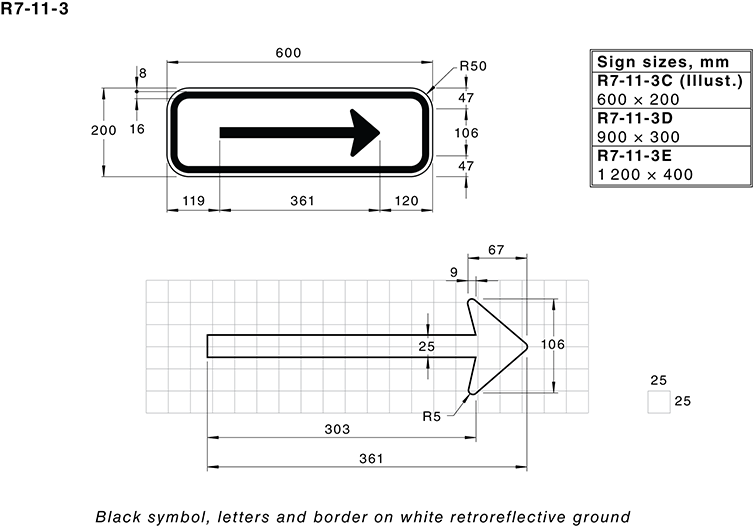 R7-11-3
600
8
16
200
R50
47
106
47
119
361
120
Sign sizes, mm
R7-11-3C (Illust.)
600 × 200
R7-11-3D
900 × 300
R7-11-3E
1 200 × 400
67
9
25
106
R5
303
361
25
25
Black symbol, letters and border on white retroreflective ground